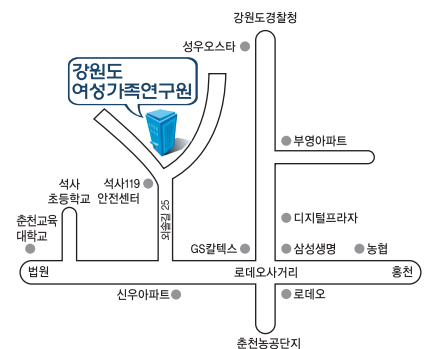 강원도경찰청
성우오스타
강원도
여성가족연구원
부영아파트
석사
초등학교
석사119
안전센터
춘천교육
대학교
외솔길 25
디지털프라자
GS칼텍스
삼성생명
농협
법원
로데오사거리
홍천
신우아파트
로데오
춘천농공단지